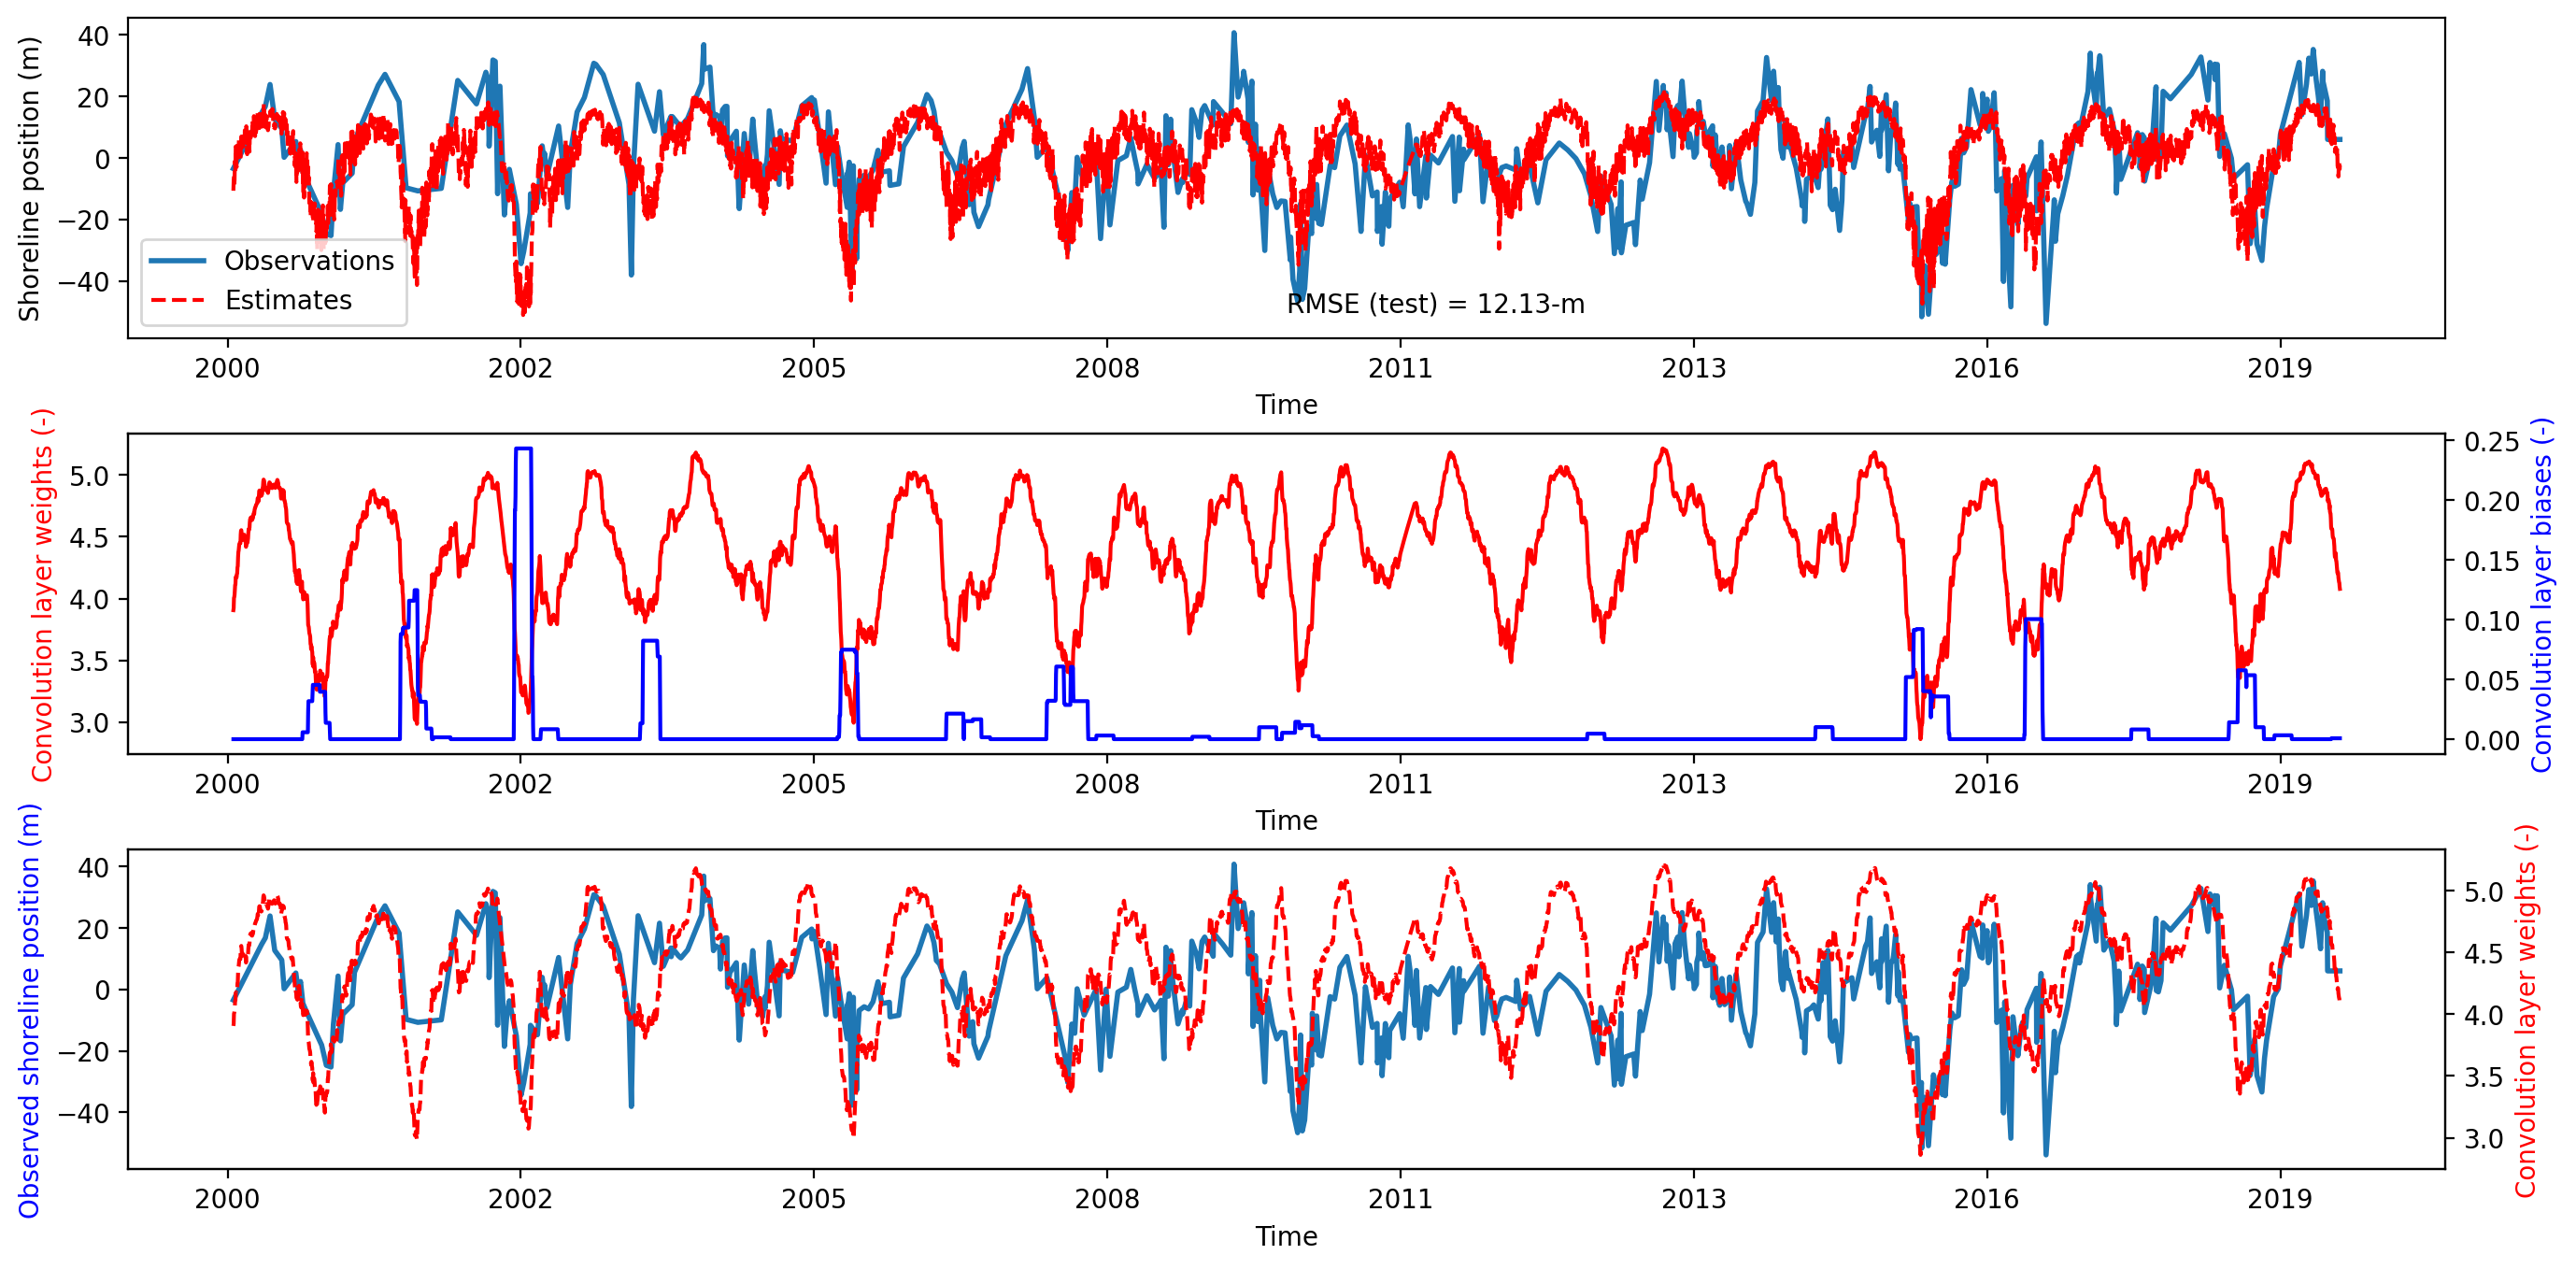 Shoreline position (m)
40
20
0
−20
−40
Observations
Estimates
RMSE (test) = 12.13-m
2000 2002 2005 2008 2011 2013 2016 2019
Time
Convolution layer weights (-)
5.0
4.5
4.0
3.5
3.0
0.25
0.20
0.15
0.10
0.05
0.00
Convolution layer biases (-)
2000 2002 2005 2008 2011 2013 2016 2019
Time
Observed shoreline position (m)
40
20
0
−20
−40
5.0
4.5
4.0
3.5
3.0
Convolution layer weights (-)
2000 2002 2005 2008 2011 2013 2016 2019
Time